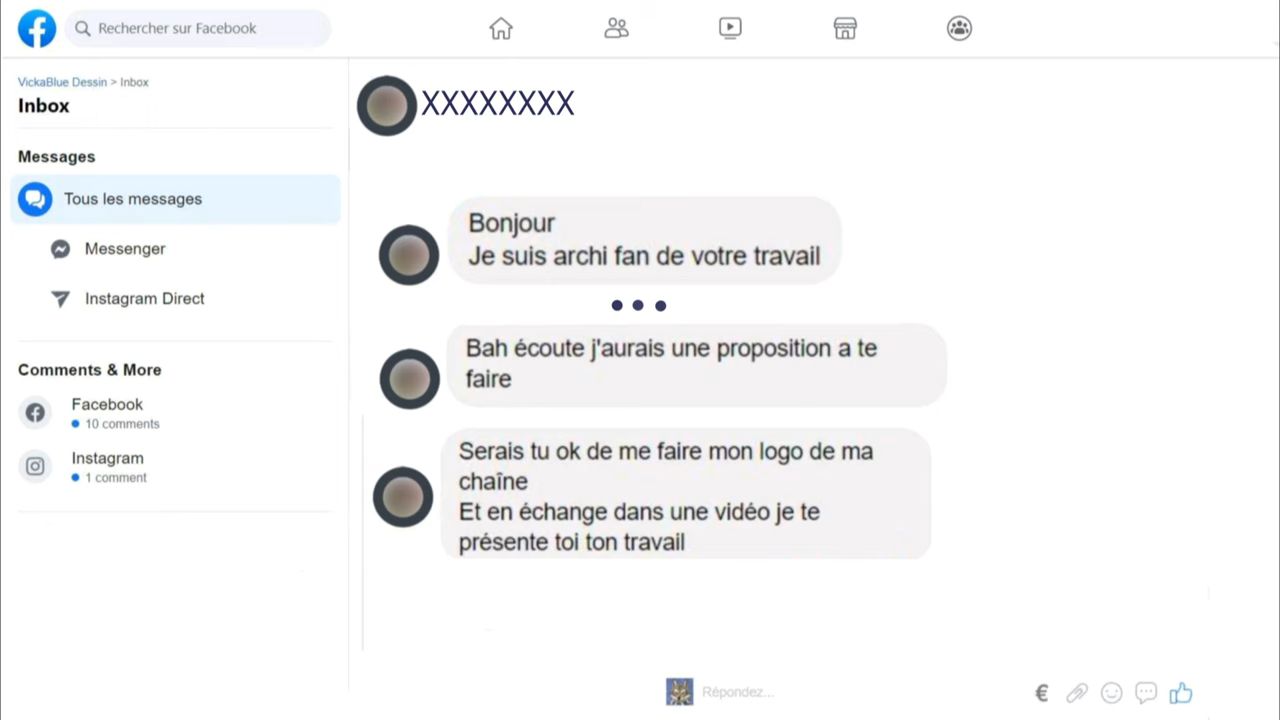 Rechercher sur Facebook
VickaBlue Dessin > Inbox
Inbox
Messages
Tous les messages
Messenger
Instagram Direct
Comments & More
Facebook
10 comments
Instagram
1 comment
XXXXXXXX
Bonjour
Je suis archi fan de votre travail
•••
Bah écoute j'aurais une proposition a te
faire
Serais tu ok de me faire mon logo de ma
chaîne
Et en échange dans une vidéo je te
présente toi ton travail
Répondez...
€